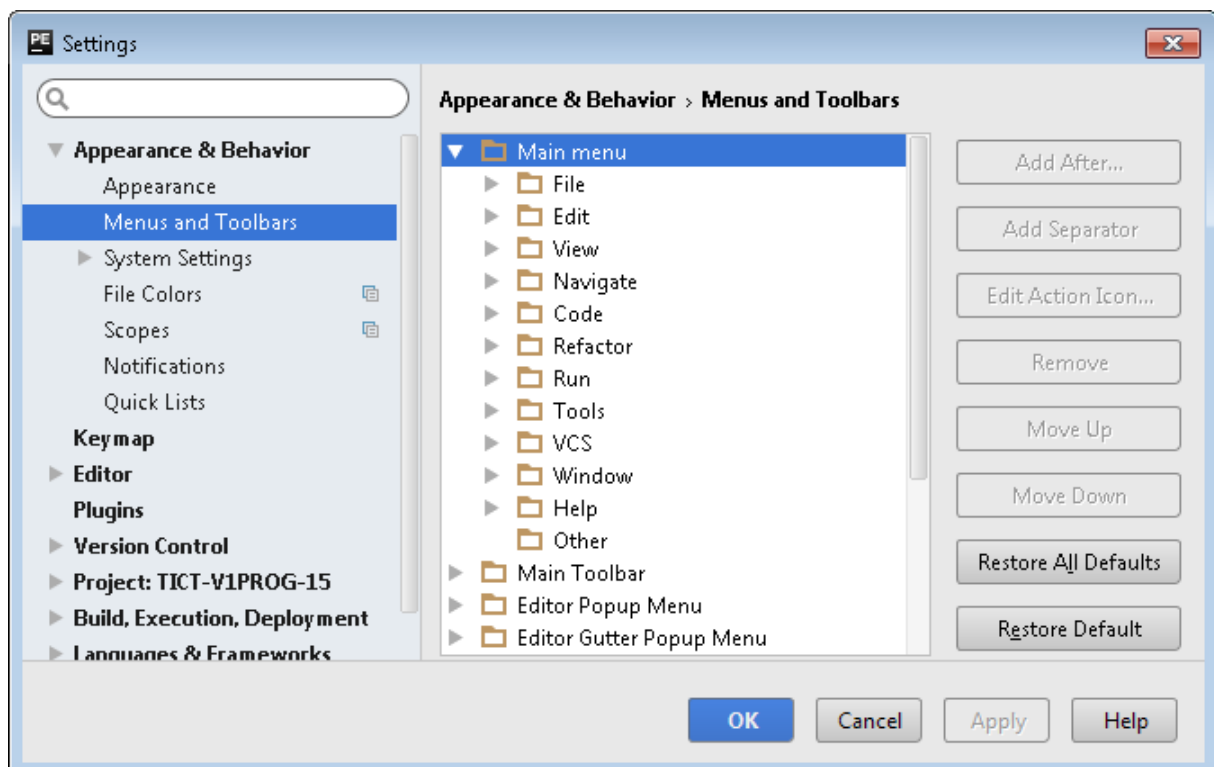 PE Settings
Appearance & Behavior
Appearance
Menus and Toolbars
System Settings
File Colors
Scopes
Notifications
Quick Lists
Keymap
Editor
Plugins
Version Control
Project: TICT-V1PROG-15
Build, Execution, Deployment
Languages & Frameworks
Appearance & Behavior › Menus and Toolbars
Main menu
File
Edit
View
Navigate
Code
Refactor
Run
Tools
VCS
Window
Help
Other
Main Toolbar
Editor Popup Menu
Editor Gutter Popup Menu
Add After...
Add Separator
Edit Action Icon...
Remove
Move Up
Move Down
Restore All Defaults
Restore Default
OK Cancel Apply Help